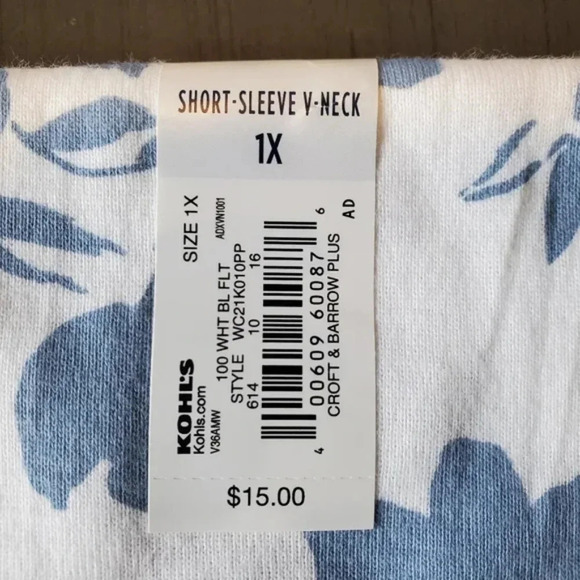 SHORT-SLEEVE V-NECK
1X
SIZE 1X
ADXVN1001
100 WHT BL FLT
STYLE WC21K010PP
614 10 16
KOHL'S
Kohls.com
V36AMW
4 00609 60087 6
CROFT & BARROW PLUS
AD
$15.00